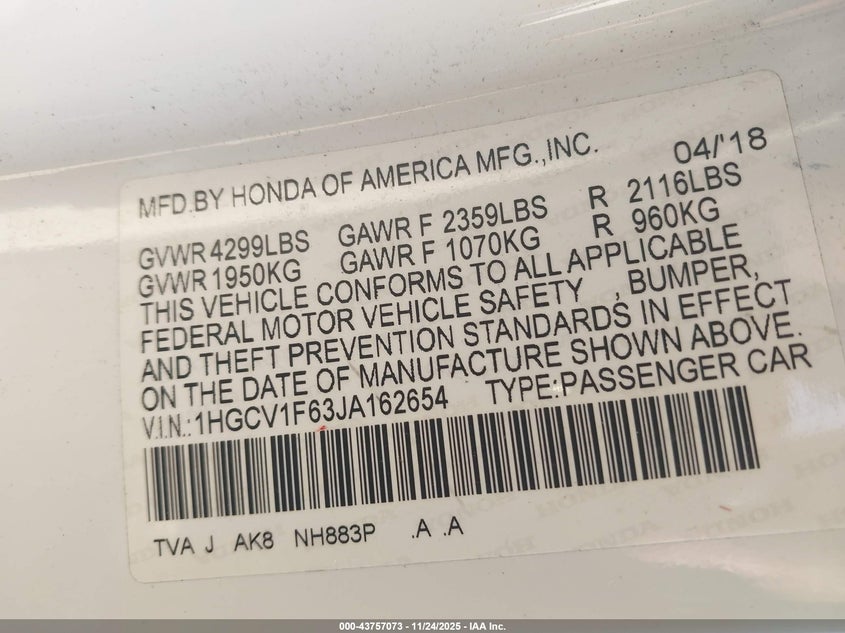 MFD.BY HONDA OF AMERICA MFG.,INC. 04/'18
GVWR 4299LBS GAWR F 2359LBS R 2116LBS
GVWR 1950KG GAWR F 1070KG R 960KG
THIS VEHICLE CONFORMS TO ALL APPLICABLE
FEDERAL MOTOR VEHICLE SAFETY , BUMPER,
AND THEFT PREVENTION STANDARDS IN EFFECT
ON THE DATE OF MANUFACTURE SHOWN ABOVE.
V.I.N.:1HGCV1F63JA162654 TYPE:PASSENGER CAR
TVA J AK8 NH883P .A .A
000-43757073 - 11/24/2025 - IAA Inc.